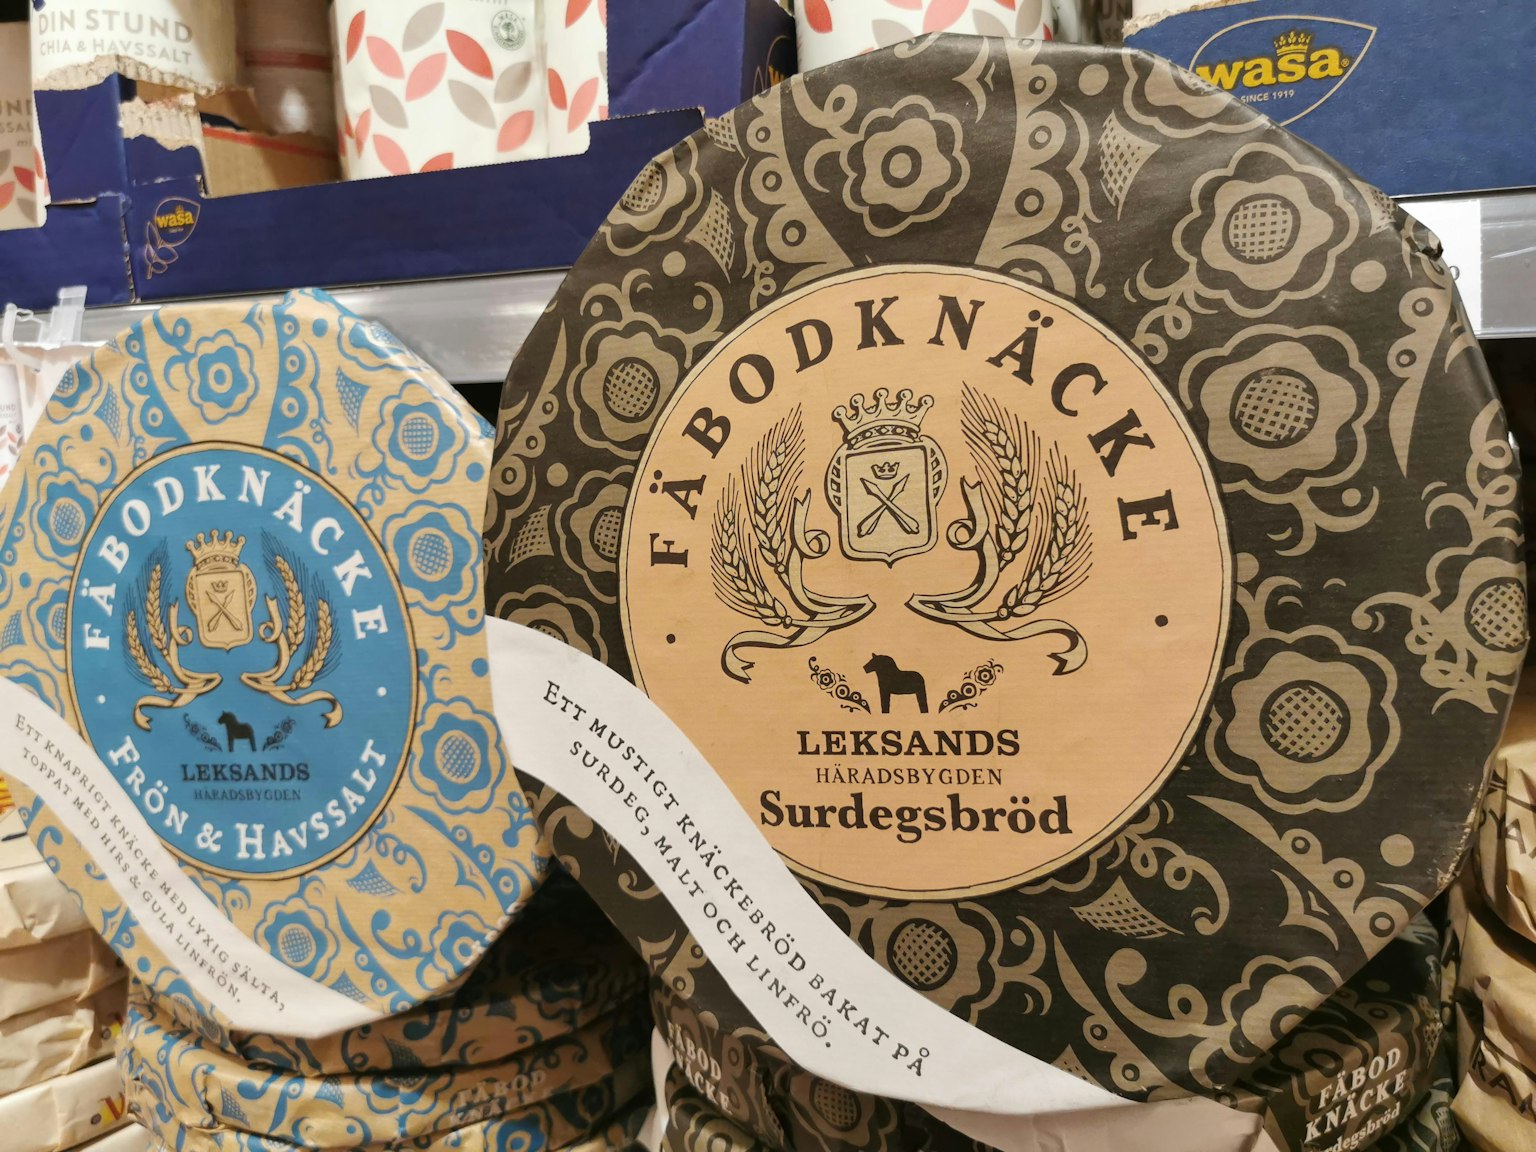 DIN STUND
CHIA & HAVSSALT
wasa
SINCE 1919
wasa
FÄBODKNÄCKE
LEKSANDS
HÄRADSBYGDEN
FRÖN & HAVSSALT
ETT KNAPRIGT KNÄCKE MED LYXIG SÄLTA,
TOPPAT MED HIRS & GULA LINFRÖN.
FÄBODKNÄCKE
LEKSANDS
HÄRADSBYGDEN
Surdegsbröd
ETT MUSTIGT KNÄCKEBRÖD BAKAT PÅ
SURDEG, MALT OCH LINFRÖ.
FÄBOD
FÄBOD
KNÄCKE
FÄBOD
KNÄCKE